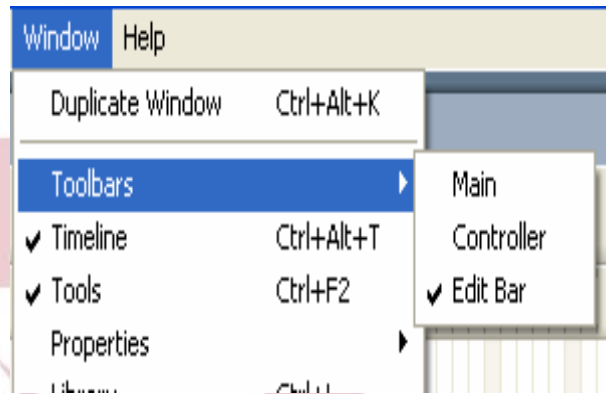 Window Help
Duplicate Window Ctrl+Alt+K
Toolbars
Main
Timeline Ctrl+Alt+T
Controller
Tools Ctrl+F2
Edit Bar
Properties